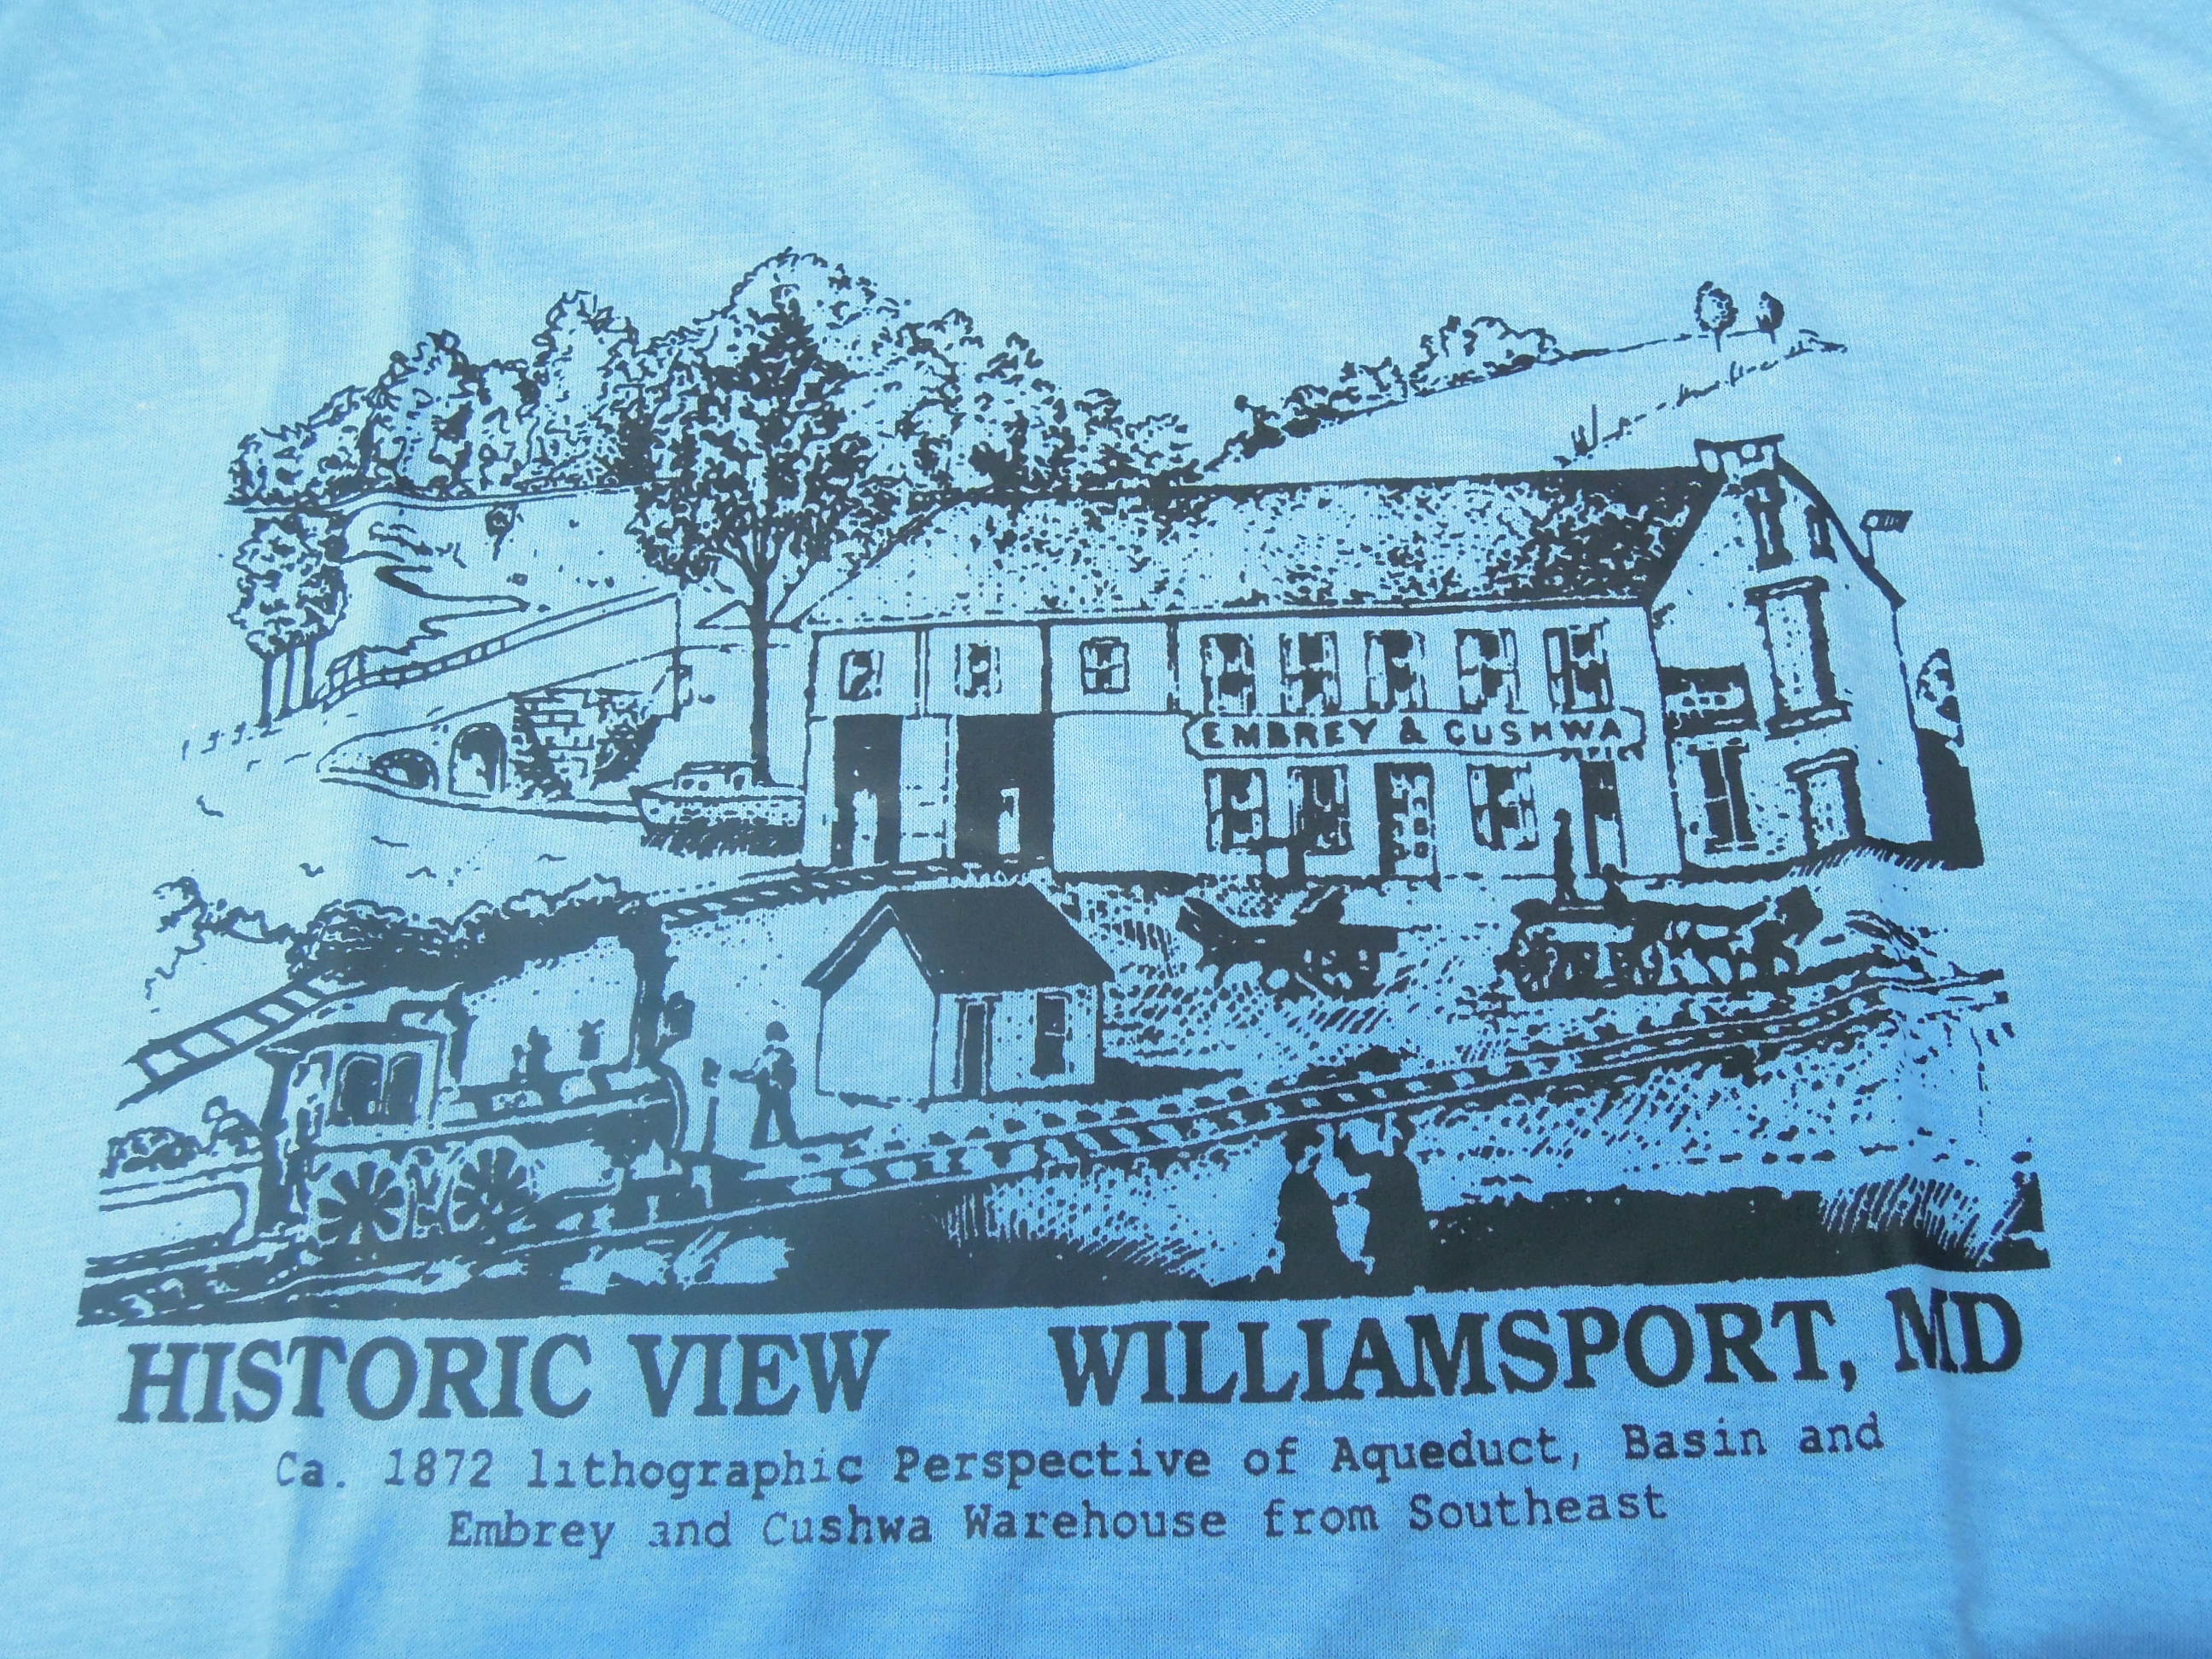 EMBREY & CUSHWA
HISTORIC VIEW WILLIAMSPORT, MD
Ca. 1872 lithographic Perspective of Aqueduct, Basin and
Embrey and Cushwa Warehouse from Southeast